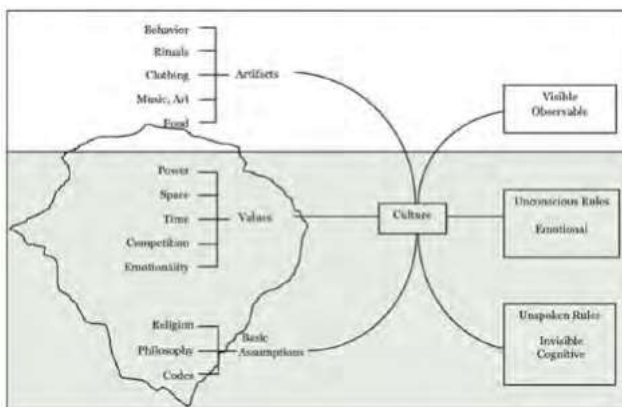 Behavior
Rituals
Clothing
Artifacts
Music, Art
Food
Visible
Observable
Power
Space
Time
Values
Competition
Emotionality
Culture
Unconscious Rules
Emotional
Religion
Philosophy
Codes
Basic
Assumptions
Unspoken Rules
Invisible
Cognitive